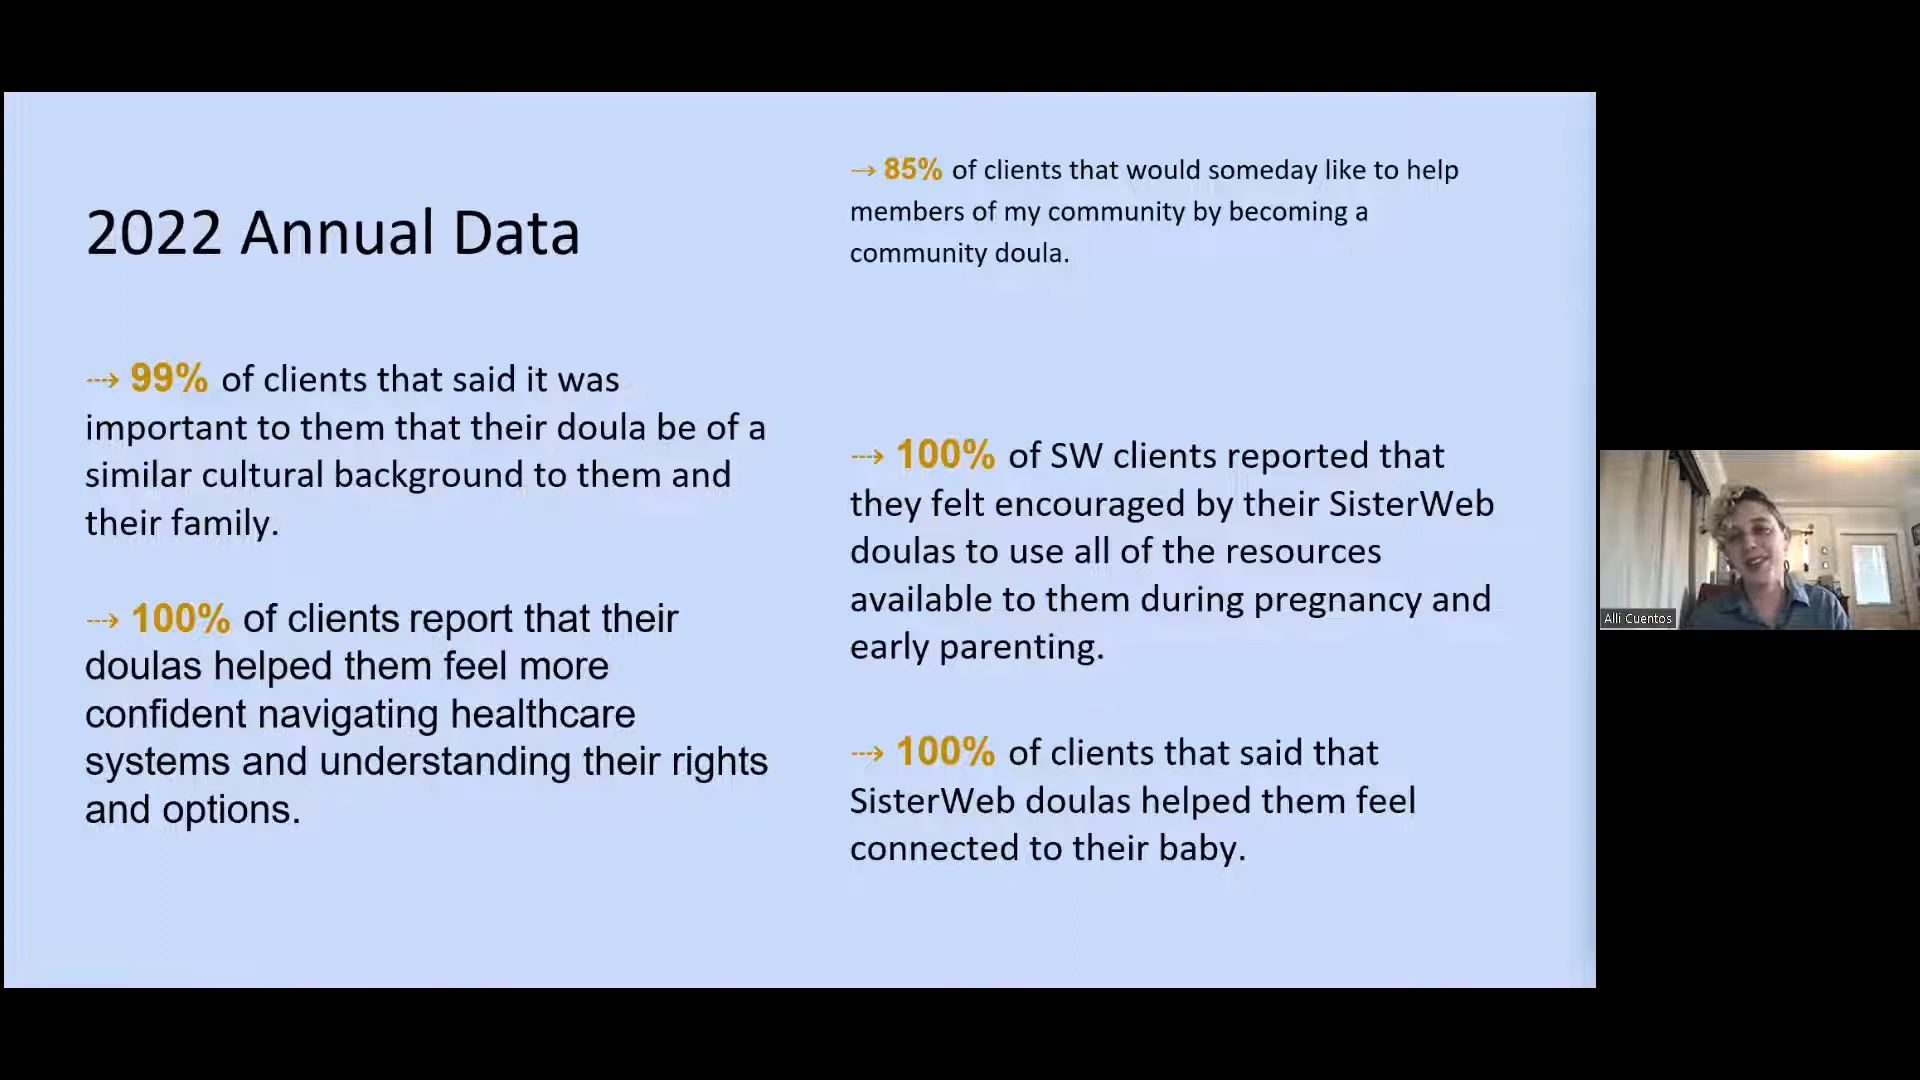 2022 Annual Data
⤑ 99% of clients that said it was
important to them that their doula be of a
similar cultural background to them and
their family.
⤑ 100% of clients report that their
doulas helped them feel more
confident navigating healthcare
systems and understanding their rights
and options.
→ 85% of clients that would someday like to help
members of my community by becoming a
community doula.
⤑ 100% of SW clients reported that
they felt encouraged by their SisterWeb
doulas to use all of the resources
available to them during pregnancy and
early parenting.
⤑ 100% of clients that said that
SisterWeb doulas helped them feel
connected to their baby.
Alli Cuentos